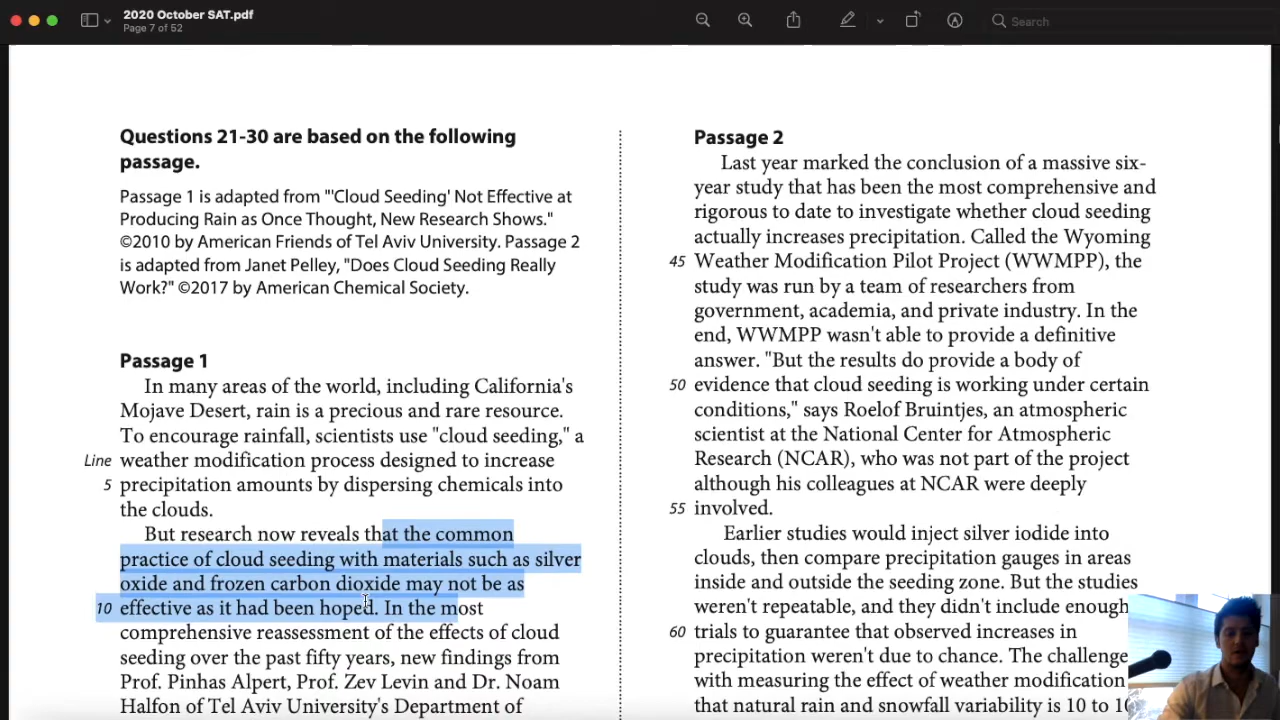 2020 October SAT.pdf
Page 7 of 52
Search
Questions 21-30 are based on the following
passage.
Passage 1 is adapted from "'Cloud Seeding' Not Effective at
Producing Rain as Once Thought, New Research Shows."
©2010 by American Friends of Tel Aviv University. Passage 2
is adapted from Janet Pelley, "Does Cloud Seeding Really
Work?" ©2017 by American Chemical Society.
Passage 1
In many areas of the world, including California's
Mojave Desert, rain is a precious and rare resource.
To encourage rainfall, scientists use "cloud seeding," a
Line weather modification process designed to increase
5 precipitation amounts by dispersing chemicals into
the clouds.
But research now reveals that the common
practice of cloud seeding with materials such as silver
oxide and frozen carbon dioxide may not be as
10 effective as it had been hoped. In the most
comprehensive reassessment of the effects of cloud
seeding over the past fifty years, new findings from
Prof. Pinhas Alpert, Prof. Zev Levin and Dr. Noam
Halfon of Tel Aviv University's Department of
Passage 2
Last year marked the conclusion of a massive six-
year study that has been the most comprehensive and
rigorous to date to investigate whether cloud seeding
actually increases precipitation. Called the Wyoming
45 Weather Modification Pilot Project (WWMPP), the
study was run by a team of researchers from
government, academia, and private industry. In the
end, WWMPP wasn't able to provide a definitive
answer. "But the results do provide a body of
50 evidence that cloud seeding is working under certain
conditions," says Roelof Bruintjes, an atmospheric
scientist at the National Center for Atmospheric
Research (NCAR), who was not part of the project
although his colleagues at NCAR were deeply
55 involved.
Earlier studies would inject silver iodide into
clouds, then compare precipitation gauges in areas
inside and outside the seeding zone. But the studies
weren't repeatable, and they didn't include enough
60 trials to guarantee that observed increases in
precipitation weren't due to chance. The challenge
with measuring the effect of weather modification
that natural rain and snowfall variability is 10 to